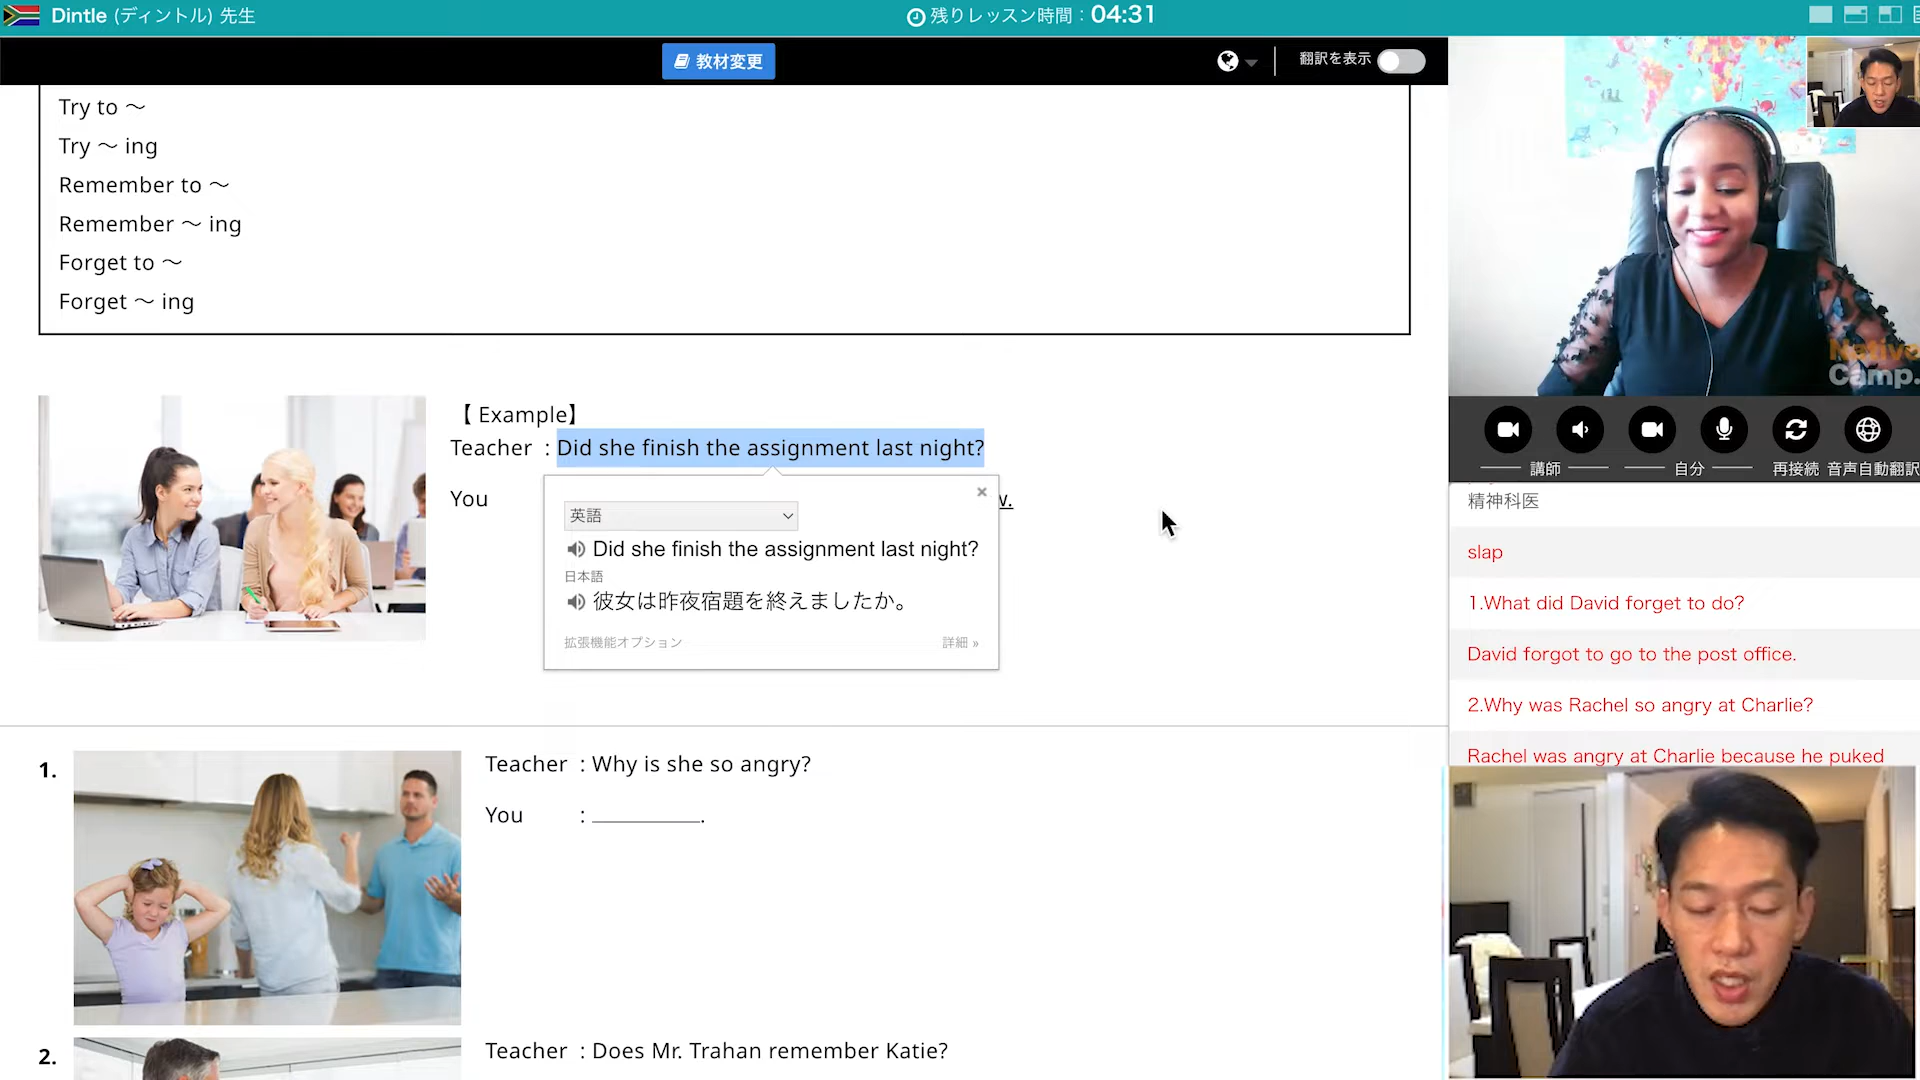 Dintle (ディントル) 先生
残りレッスン時間 : 04:31
教材変更
翻訳を表示
Try to ～
Try ～ ing
Remember to ～
Remember ～ ing
Forget to ～
Forget ～ ing
【 Example】
Teacher : Did she finish the assignment last night?
You
英語
Did she finish the assignment last night?
日本語
彼女は昨夜宿題を終えましたか。
拡張機能オプション
詳細 »
1.
Teacher : Why is she so angry?
You : ________.
2.
Teacher : Does Mr. Trahan remember Katie?
Native
Camp.
講師
自分
再接続
音声自動翻訳
精神科医
slap
1.What did David forget to do?
David forgot to go to the post office.
2.Why was Rachel so angry at Charlie?
Rachel was angry at Charlie because he puked